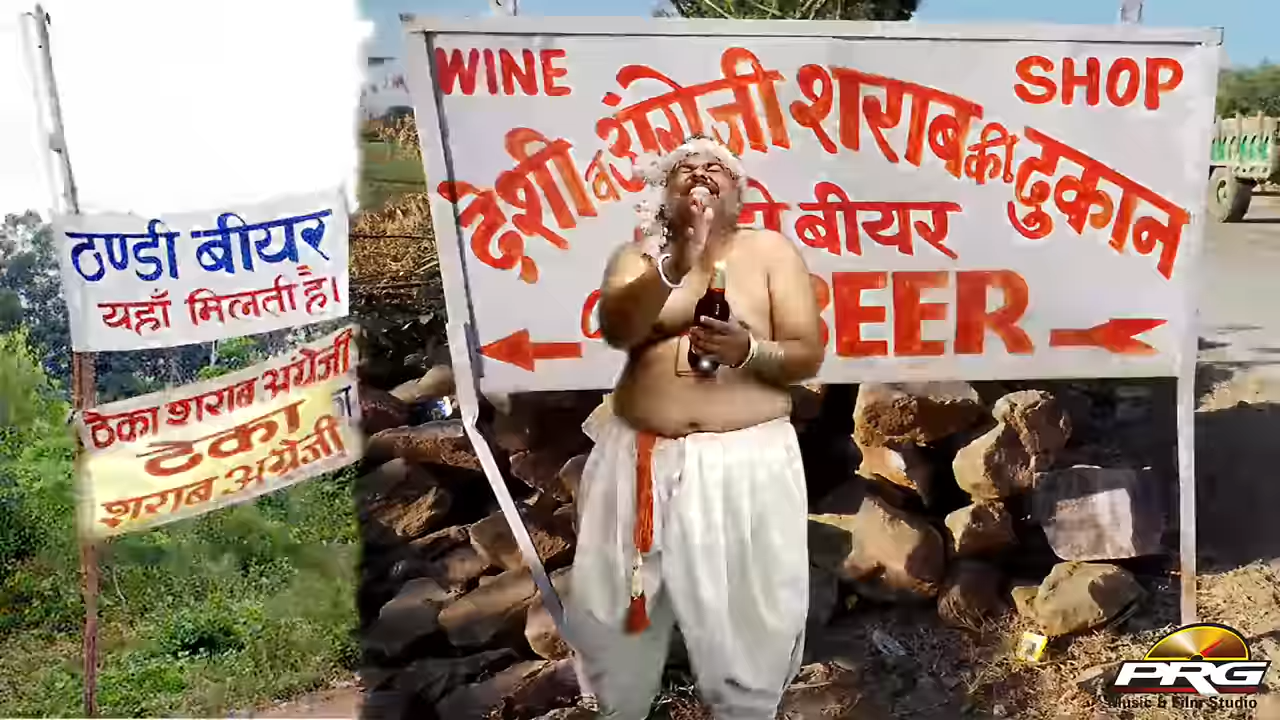 ठण्डी बीयर
यहाँ मिलती है।
ठेका शराब अंग्रेजी
ठेका
शराब अंग्रेजी
WINE SHOP
देशी व अंग्रेजी शराब की दुकान
बीयर
BEER
PRG
Music & Film Studio